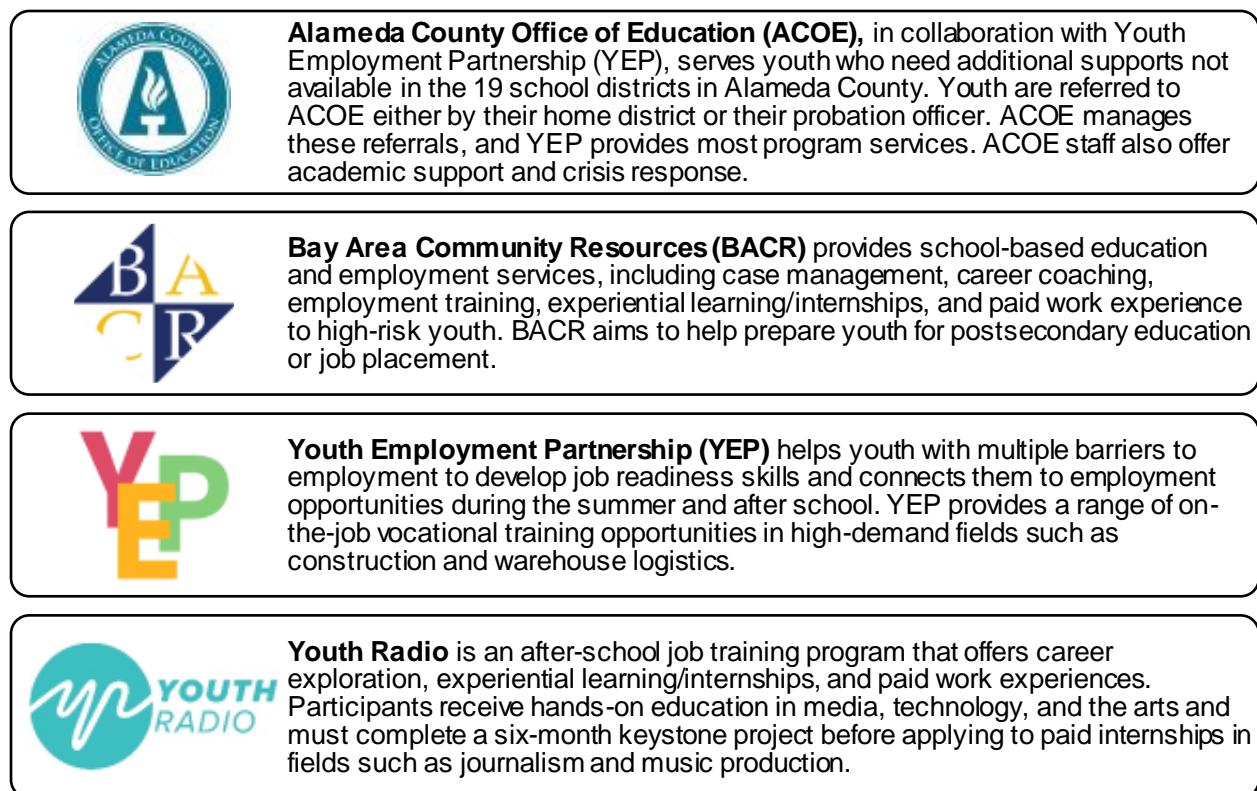 ALAMEDA COUNTY
OFFICE OF EDUCATION
A
Alameda County Office of Education (ACOE), in collaboration with Youth
Employment Partnership (YEP), serves youth who need additional supports not
available in the 19 school districts in Alameda County. Youth are referred to
ACOE either by their home district or their probation officer. ACOE manages
these referrals, and YEP provides most program services. ACOE staff also offer
academic support and crisis response.
B A
C R
Bay Area Community Resources (BACR) provides school-based education
and employment services, including case management, career coaching,
employment training, experiential learning/internships, and paid work experience
to high-risk youth. BACR aims to help prepare youth for postsecondary education
or job placement.
YEP
Youth Employment Partnership (YEP) helps youth with multiple barriers to
employment to develop job readiness skills and connects them to employment
opportunities during the summer and after school. YEP provides a range of on-
the-job vocational training opportunities in high-demand fields such as
construction and warehouse logistics.
YOUTH
RADIO
Youth Radio is an after-school job training program that offers career
exploration, experiential learning/internships, and paid work experiences.
Participants receive hands-on education in media, technology, and the arts and
must complete a six-month keystone project before applying to paid internships in
fields such as journalism and music production.